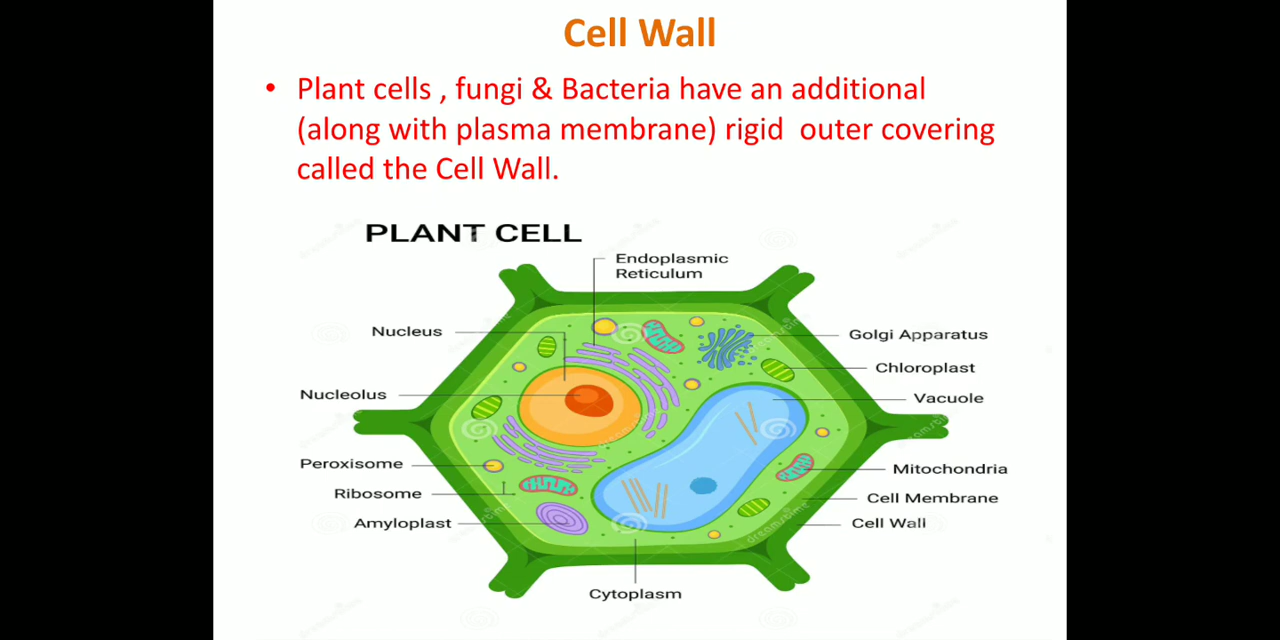 Cell Wall
• Plant cells , fungi & Bacteria have an additional
(along with plasma membrane) rigid outer covering
called the Cell Wall.
PLANT CELL
Endoplasmic
Reticulum
Nucleus
Golgi Apparatus
Chloroplast
Nucleolus
Vacuole
Peroxisome
Mitochondria
Ribosome
Cell Membrane
Amyloplast
Cell Wall
Cytoplasm
dreamstime